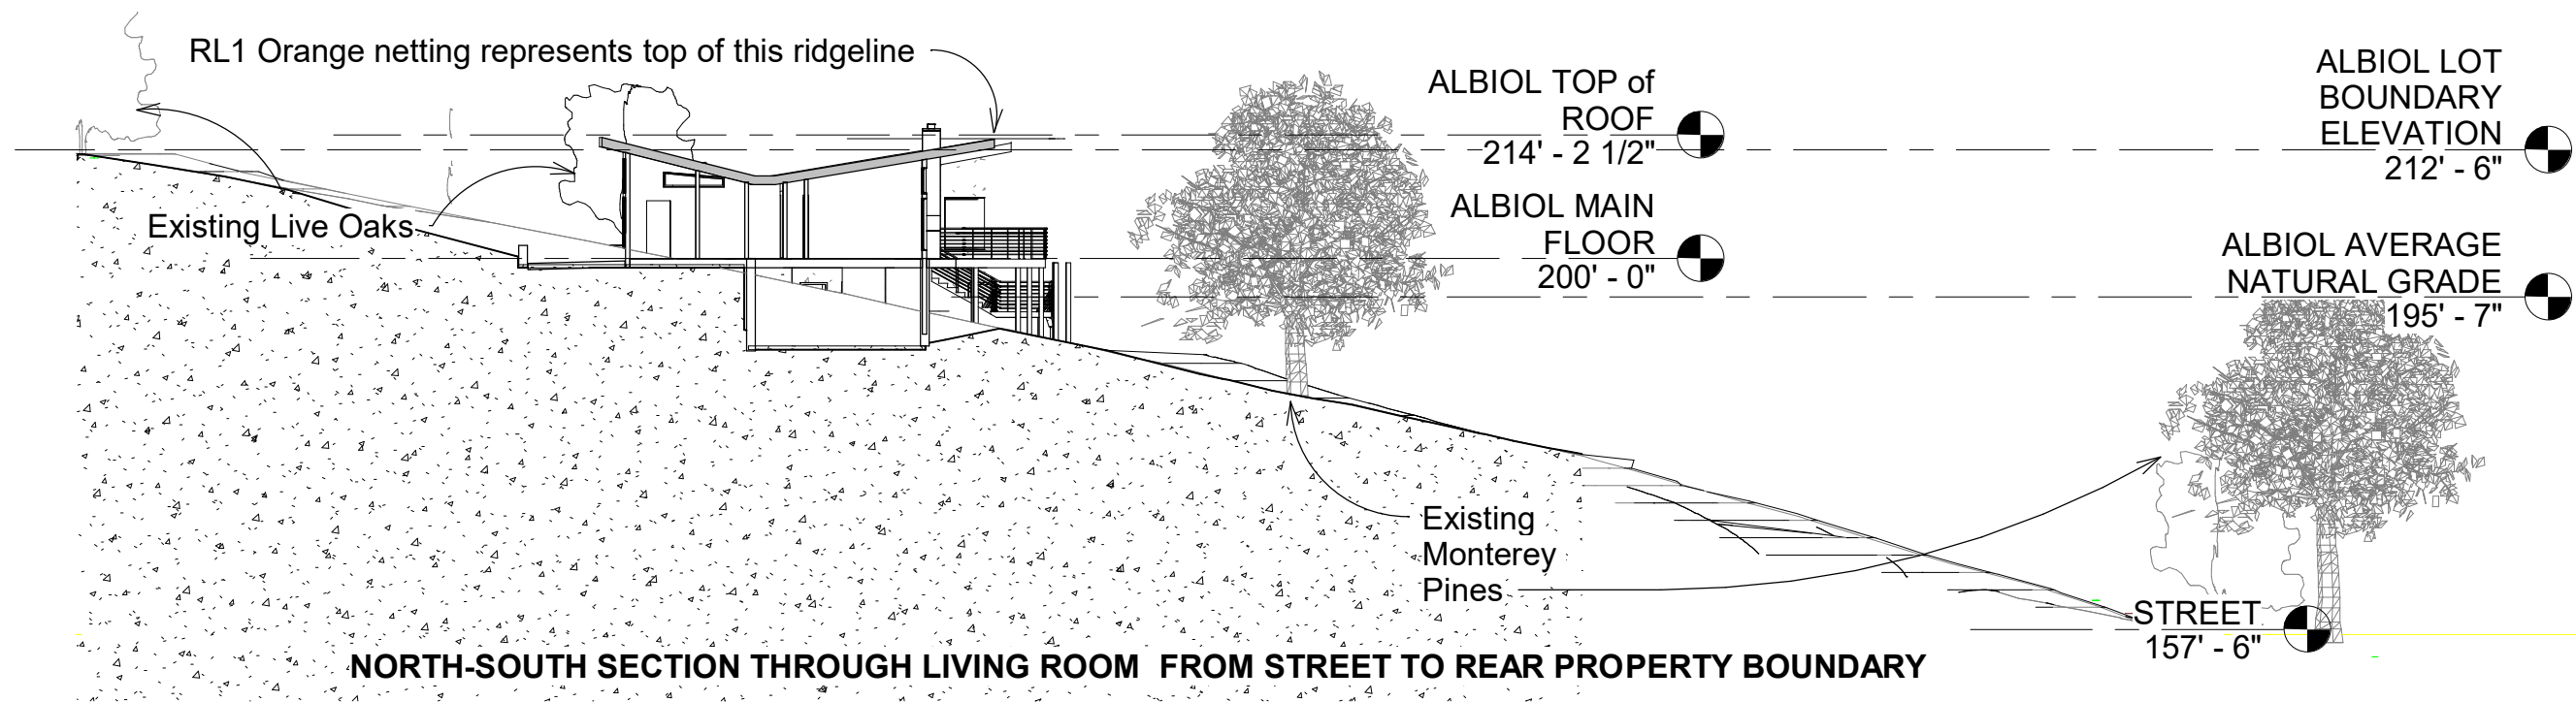 RL1 Orange netting represents top of this ridgeline
ALBIOL TOP of
ROOF
214' - 2 1/2"
ALBIOL LOT
BOUNDARY
ELEVATION
212' - 6"
Existing Live Oaks
ALBIOL MAIN
FLOOR
200' - 0"
ALBIOL AVERAGE
NATURAL GRADE
195' - 7"
Existing
Monterey
Pines
STREET
157' - 6"
NORTH-SOUTH SECTION THROUGH LIVING ROOM  FROM STREET TO REAR PROPERTY BOUNDARY